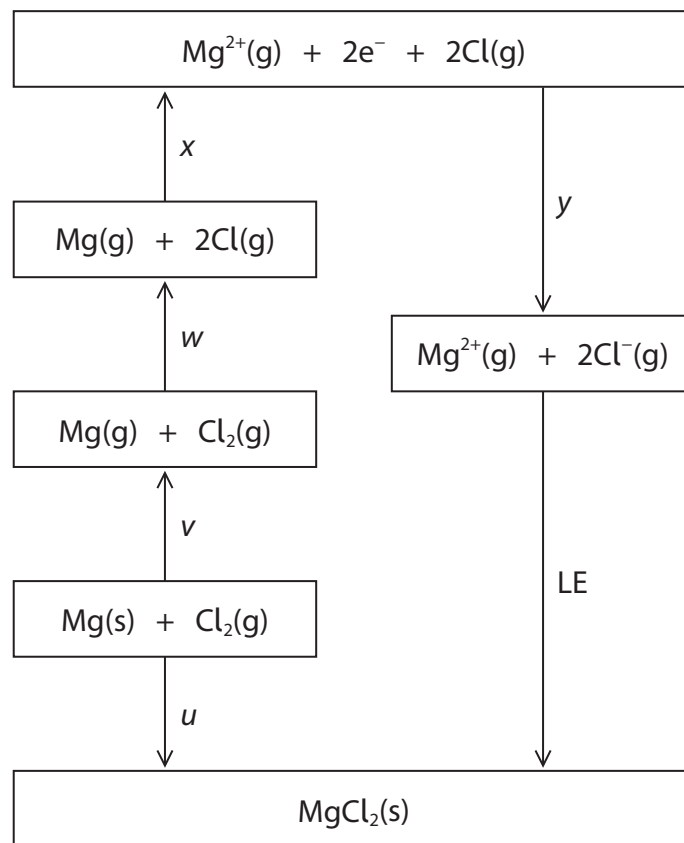 Mg²⁺(g) + 2e⁻ + 2Cl(g)
x
y
Mg(g) + 2Cl(g)
w
Mg²⁺(g) + 2Cl⁻(g)
Mg(g) + Cl₂(g)
v
LE
Mg(s) + Cl₂(g)
u
MgCl₂(s)